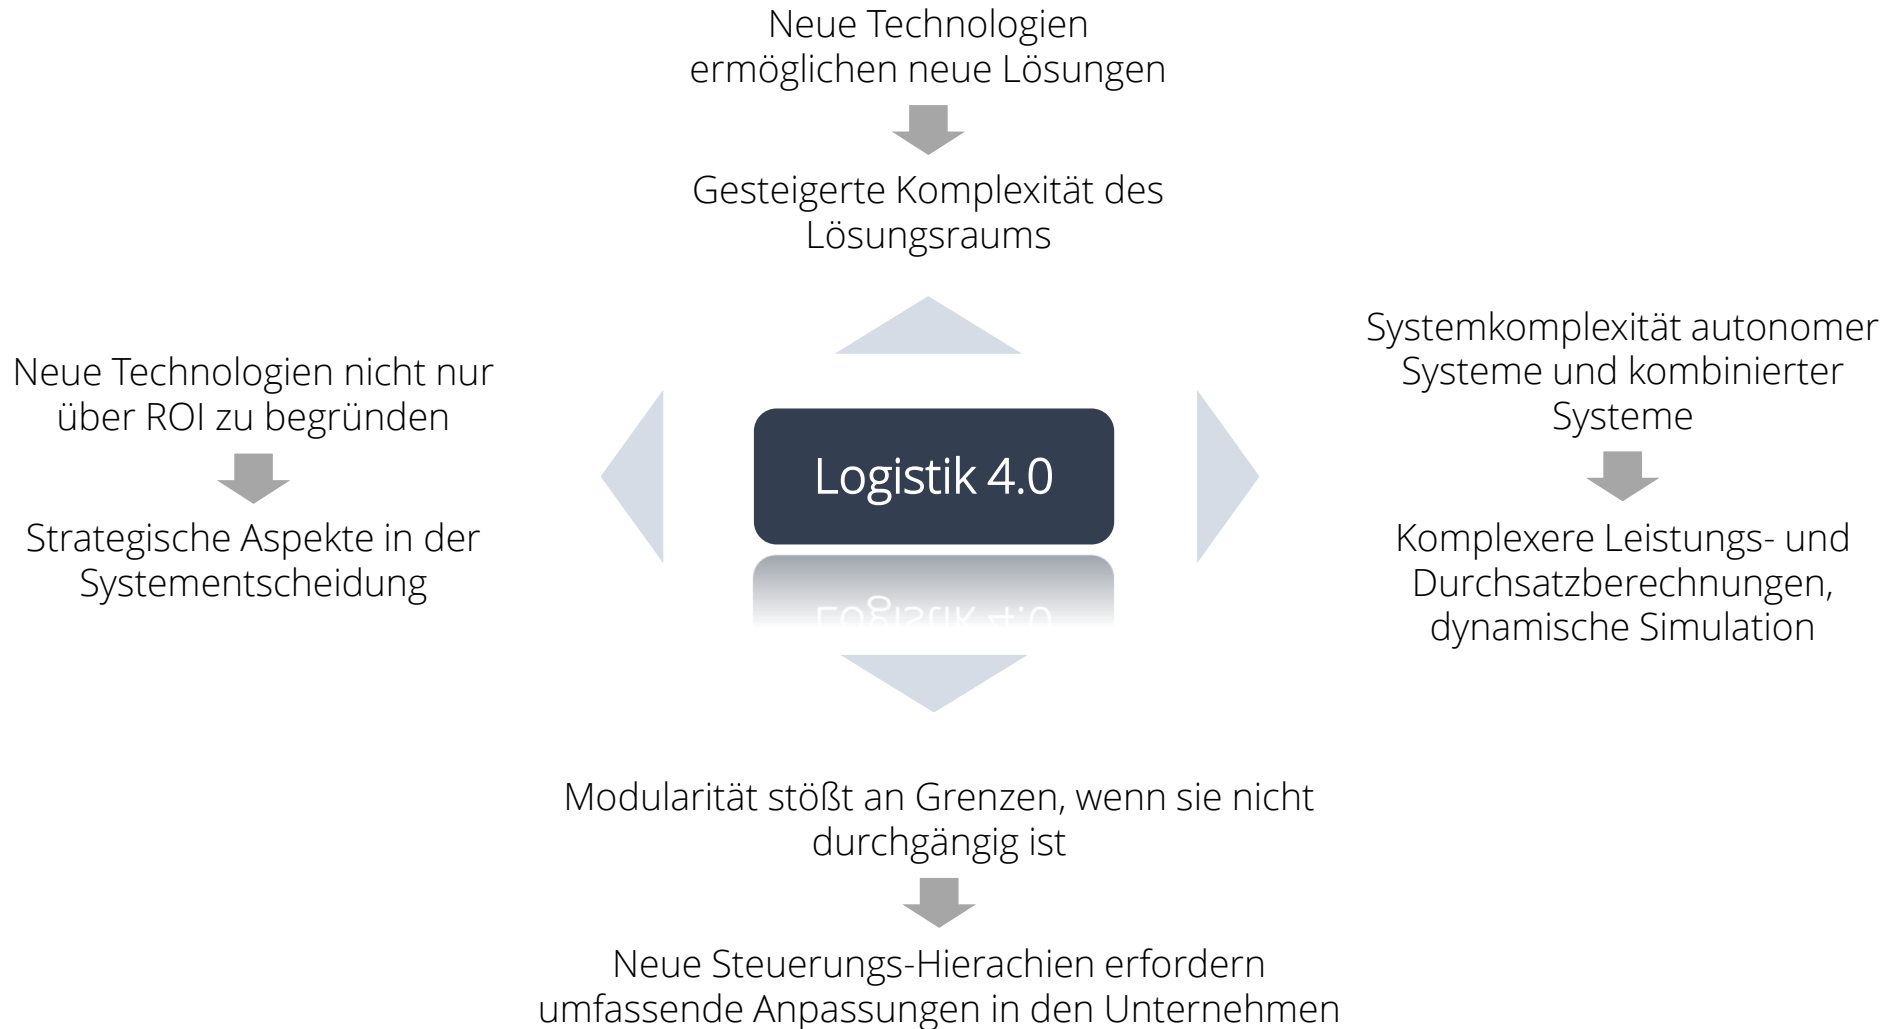 Neue Technologien
ermöglichen neue Lösungen
Gesteigerte Komplexität des
Lösungsraums
Neue Technologien nicht nur
über ROI zu begründen
Strategische Aspekte in der
Systementscheidung
Logistik 4.0
Systemkomplexität autonomer
Systeme und kombinierter
Systeme
Komplexere Leistungs- und
Durchsatzberechnungen,
dynamische Simulation
Modularität stößt an Grenzen, wenn sie nicht
durchgängig ist
Neue Steuerungs-Hierachien erfordern
umfassende Anpassungen in den Unternehmen